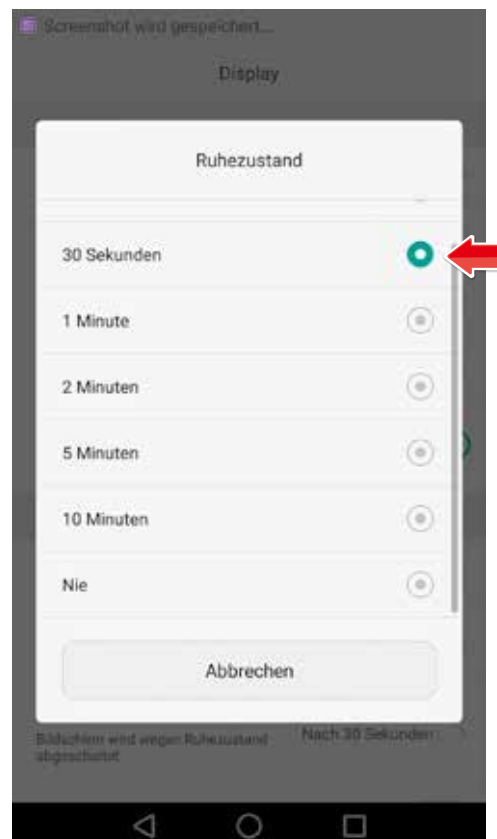 Screenshot wird gespeichert...
Display
Ruhezustand
30 Sekunden
1 Minute
2 Minuten
5 Minuten
10 Minuten
Nie
Abbrechen
Bildschirm wird wegen Ruhezustand
abgeschaltet
Nach 30 Sekunden